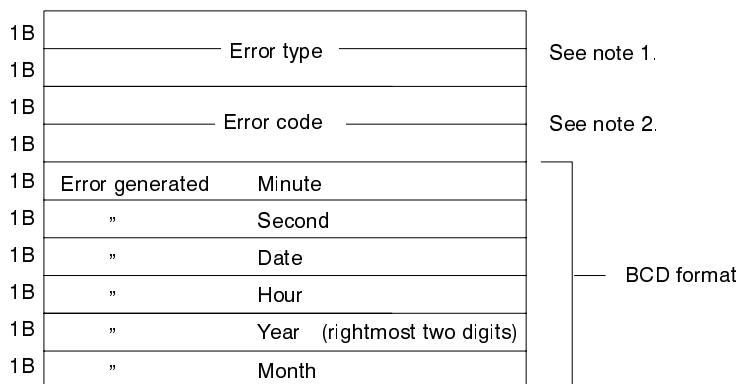 1B
Error type
See note 1.
1B
1B
Error code
See note 2.
1B
1B Error generated Minute
1B " Second
1B " Date
BCD format
1B " Hour
1B " Year (rightmost two digits)
1B " Month